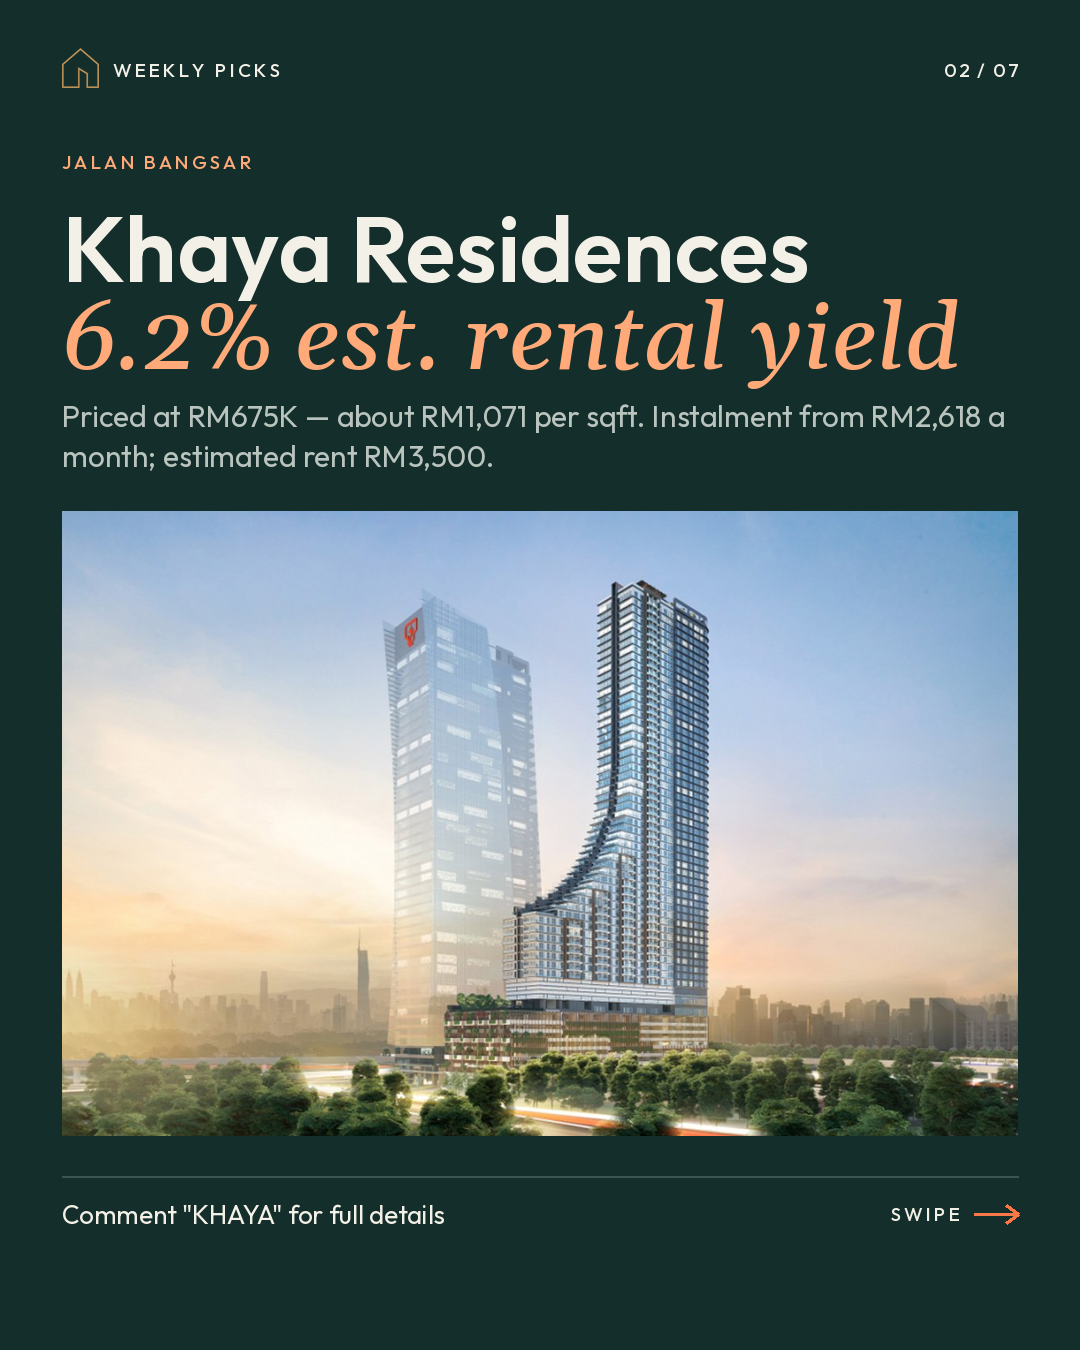 WEEKLY PICKS
02 / 07
JALAN BANGSAR
Khaya Residences
6.2% est. rental yield
Priced at RM675K — about RM1,071 per sqft. Instalment from RM2,618 a
month; estimated rent RM3,500.
Comment "KHAYA" for full details
SWIPE